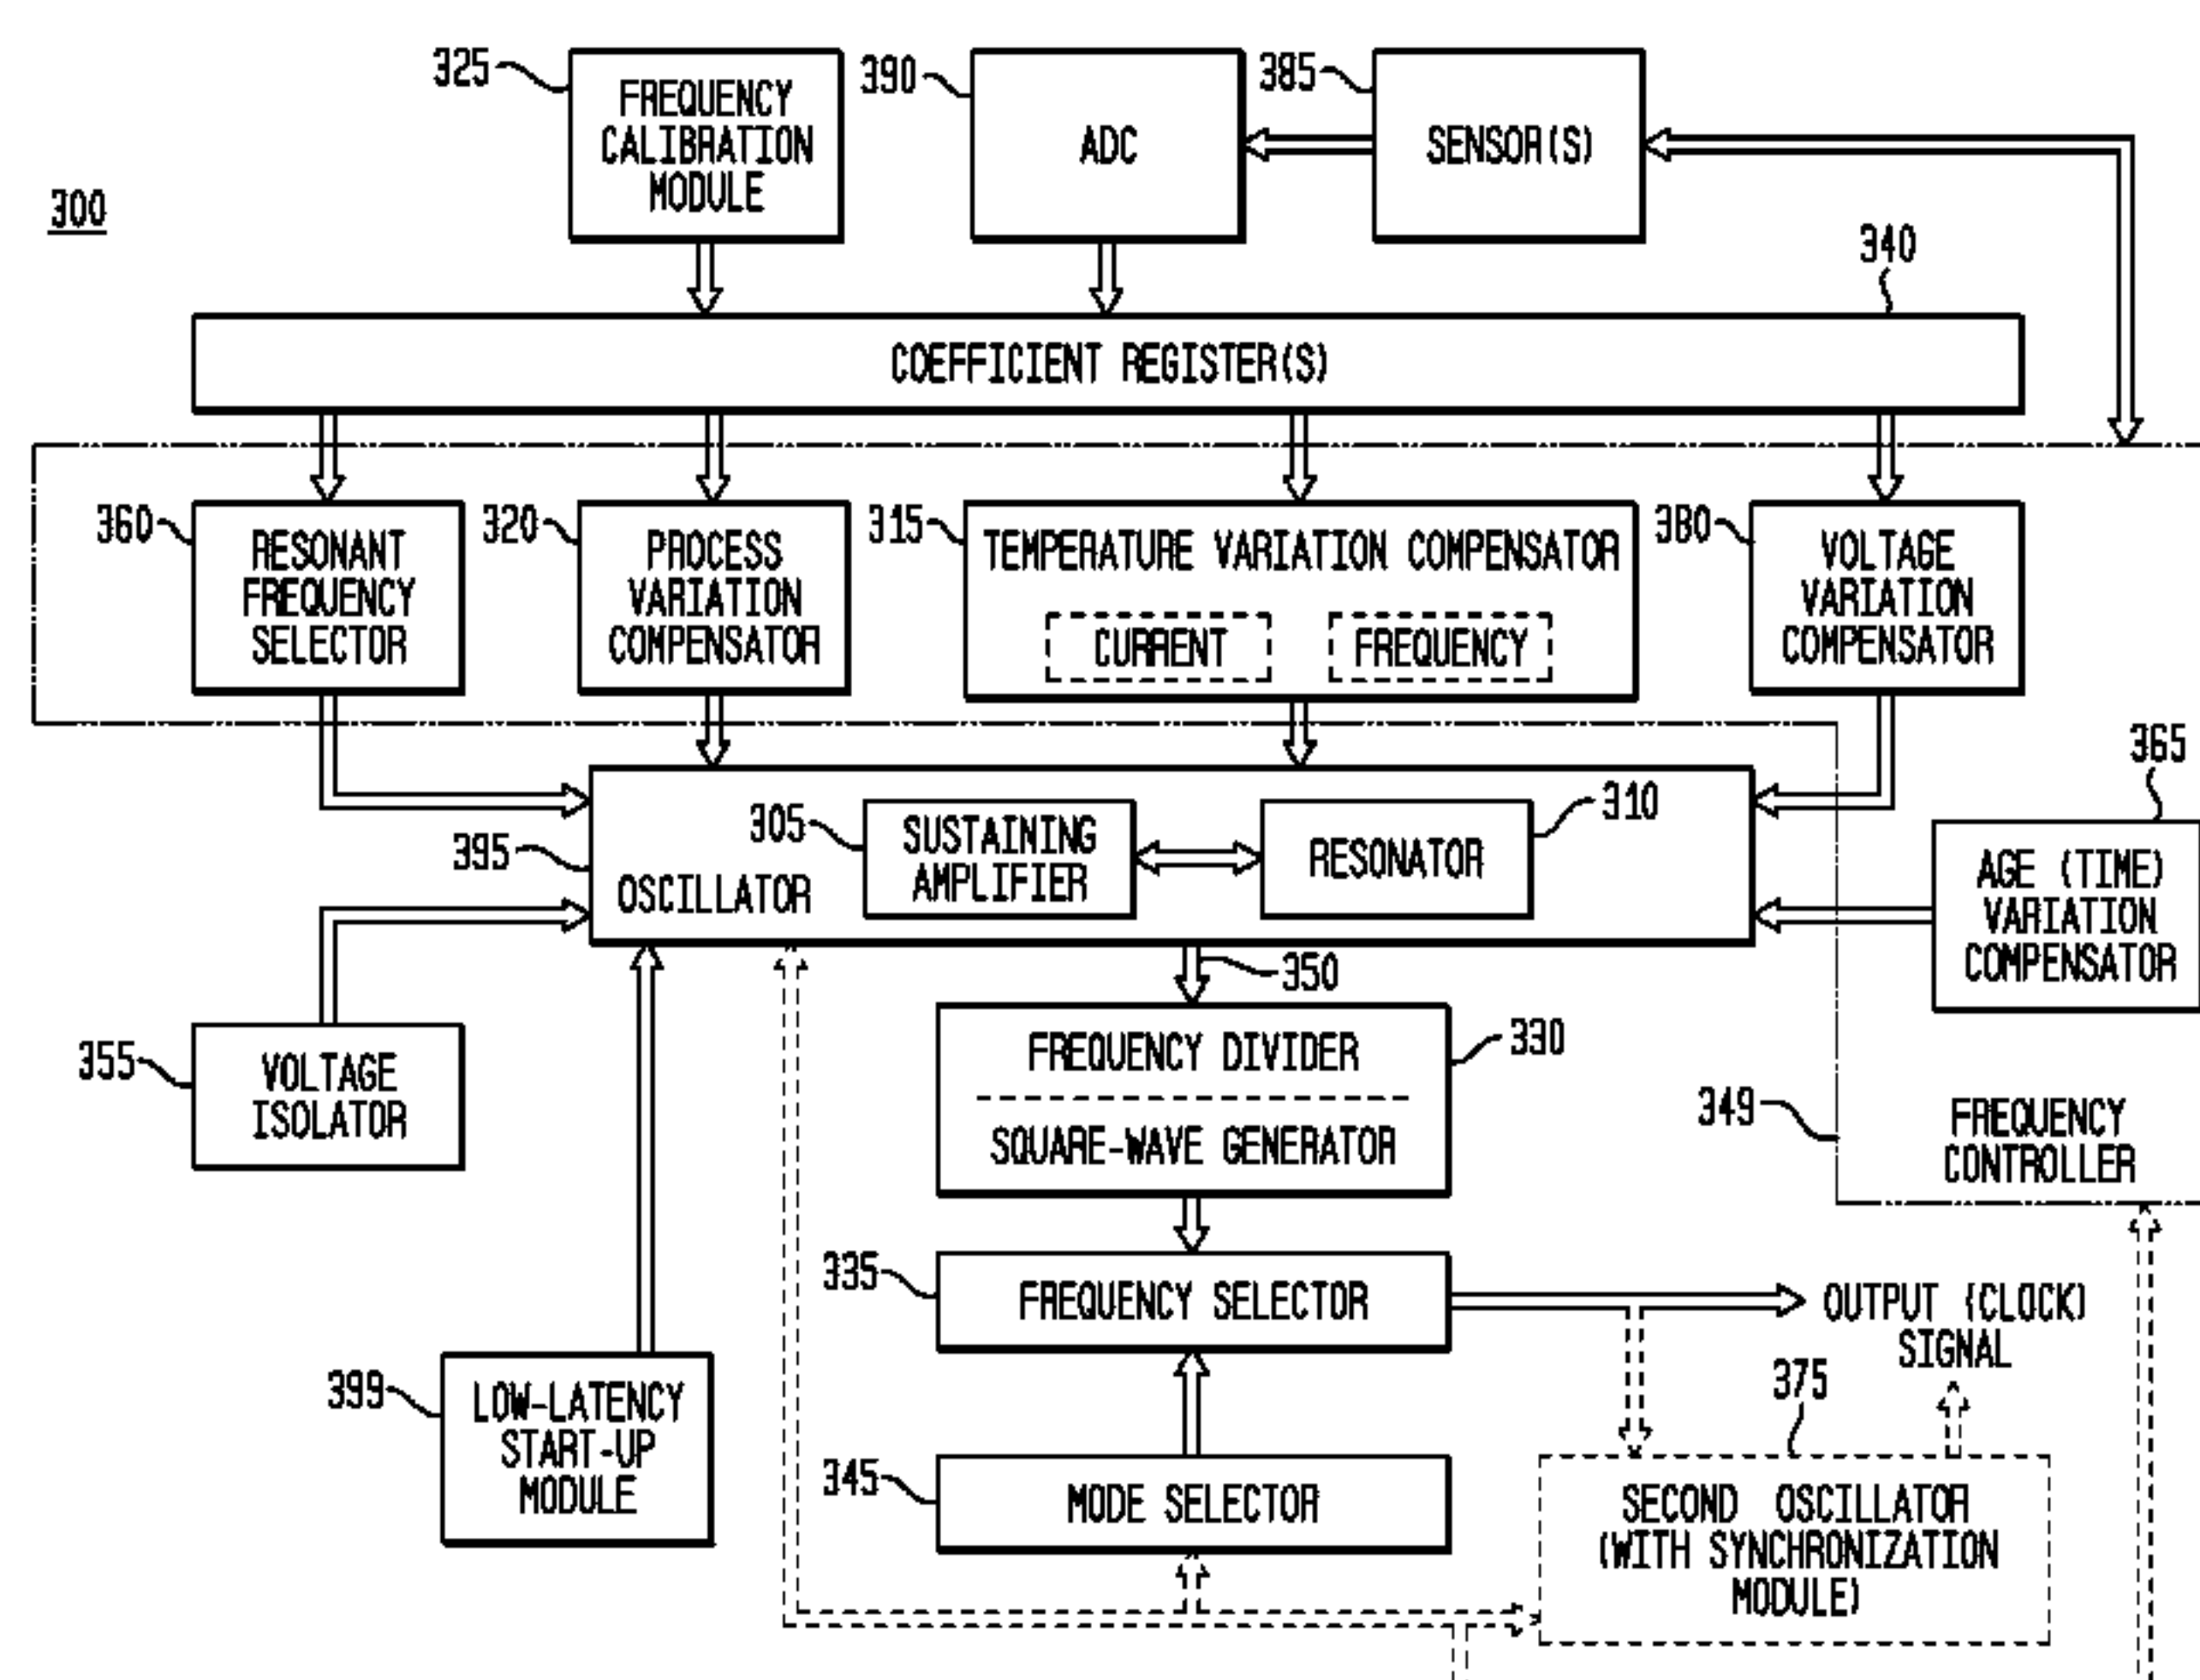 300
325
FREQUENCY
CALIBRATION
MODULE
390
ADC
385
SENSOR(S)
340
COEFFICIENT REGISTER(S)
360
RESONANT
FREQUENCY
SELECTOR
320
PROCESS
VARIATION
COMPENSATOR
315
TEMPERATURE VARIATION COMPENSATOR
CURRENT
FREQUENCY
380
VOLTAGE
VARIATION
COMPENSATOR
395
OSCILLATOR
305
SUSTAINING
AMPLIFIER
RESONATOR
310
365
AGE (TIME)
VARIATION
COMPENSATOR
350
355
VOLTAGE
ISOLATOR
FREQUENCY DIVIDER
SQUARE-WAVE GENERATOR
330
349
FREQUENCY
CONTROLLER
335
FREQUENCY SELECTOR
OUTPUT (CLOCK)
SIGNAL
399
LOW-LATENCY
START-UP
MODULE
345
MODE SELECTOR
375
SECOND OSCILLATOR
(WITH SYNCHRONIZATION
MODULE)